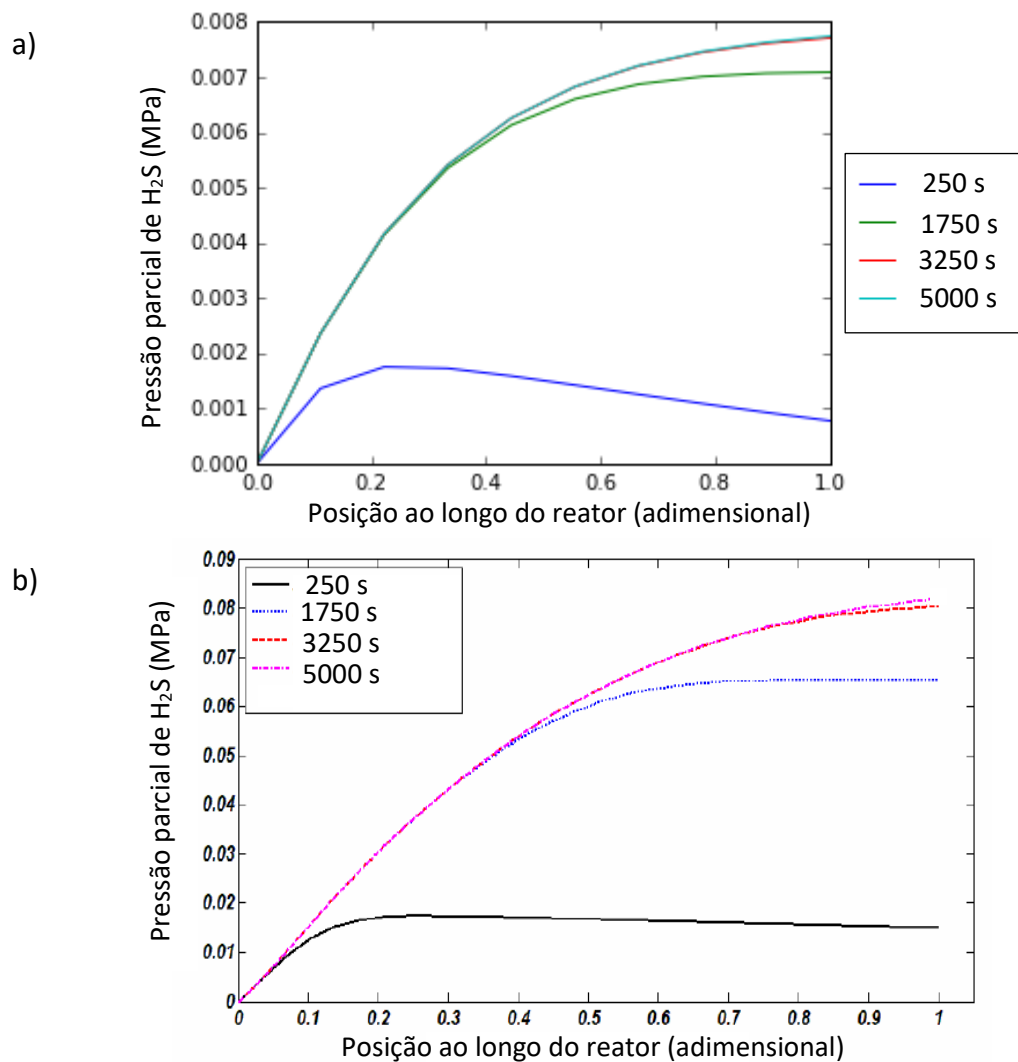 a)
Pressão parcial de H₂S (MPa)
0.008
0.007
0.006
0.005
0.004
0.003
0.002
0.001
0.000
0.0 0.2 0.4 0.6 0.8 1.0
Posição ao longo do reator (adimensional)
250 s
1750 s
3250 s
5000 s
b)
Pressão parcial de H₂S (MPa)
0.09
0.08
0.07
0.06
0.05
0.04
0.03
0.02
0.01
0
0 0.1 0.2 0.3 0.4 0.5 0.6 0.7 0.8 0.9 1
Posição ao longo do reator (adimensional)
250 s
1750 s
3250 s
5000 s